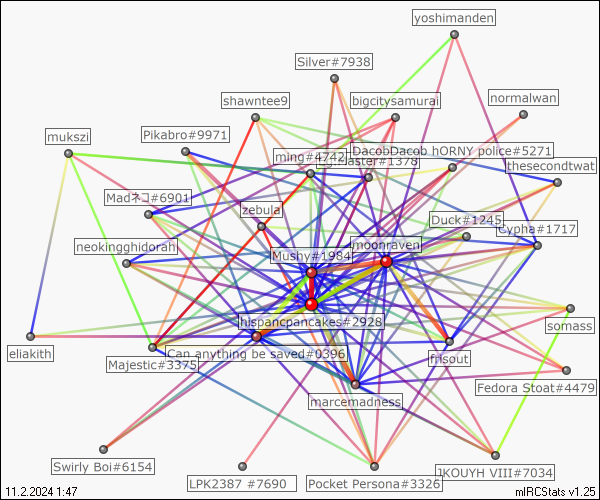 yoshimanden
Silver#7938
shawntee9
bigcitysamurai
normalwan
mukszi
Pikabro#9971
DacobDacob hORNY police#5271
ming#4742
aster#1378
thesecondtwat
Madネコ#6901
zebula
Duck#1245
Cypha#1717
neokingghidorah
Mushy#1984
moonraven
hispancpancakes#2928
somass
eliakith
Majestic#3375
Can anything be saved#0396
frisout
marcemadness
Fedora Stoat#4479
Swirly Boi#6154
LPK2387 ^#7690
Pocket Persona#3326
JKOUYH VIII#7034
11.2.2024 1:47
mIRCStats v1.25